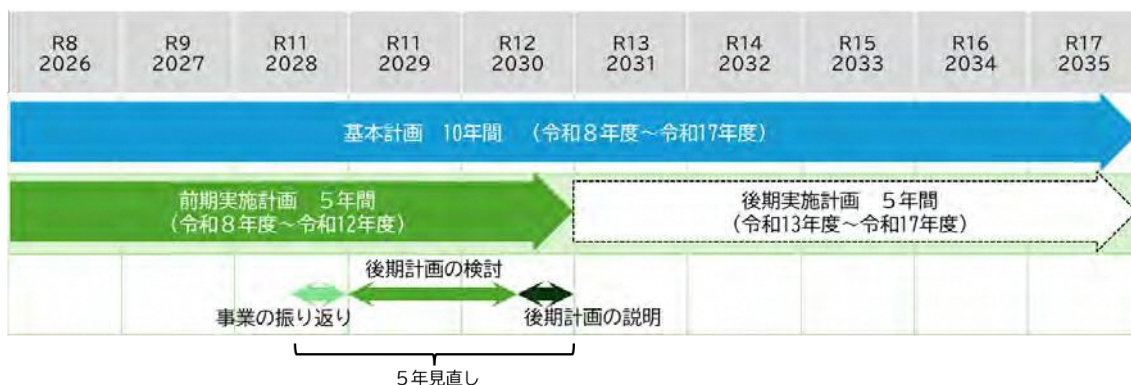 R8 R9 R11 R11 R12 R13 R14 R15 R16 R17
2026 2027 2028 2029 2030 2031 2032 2033 2034 2035
基本計画 10年間 (令和8年度~令和17年度)
前期実施計画 5年間
(令和8年度~令和12年度)
後期実施計画 5年間
(令和13年度~令和17年度)
後期計画の検討
事業の振り返り
後期計画の説明
5年見直し